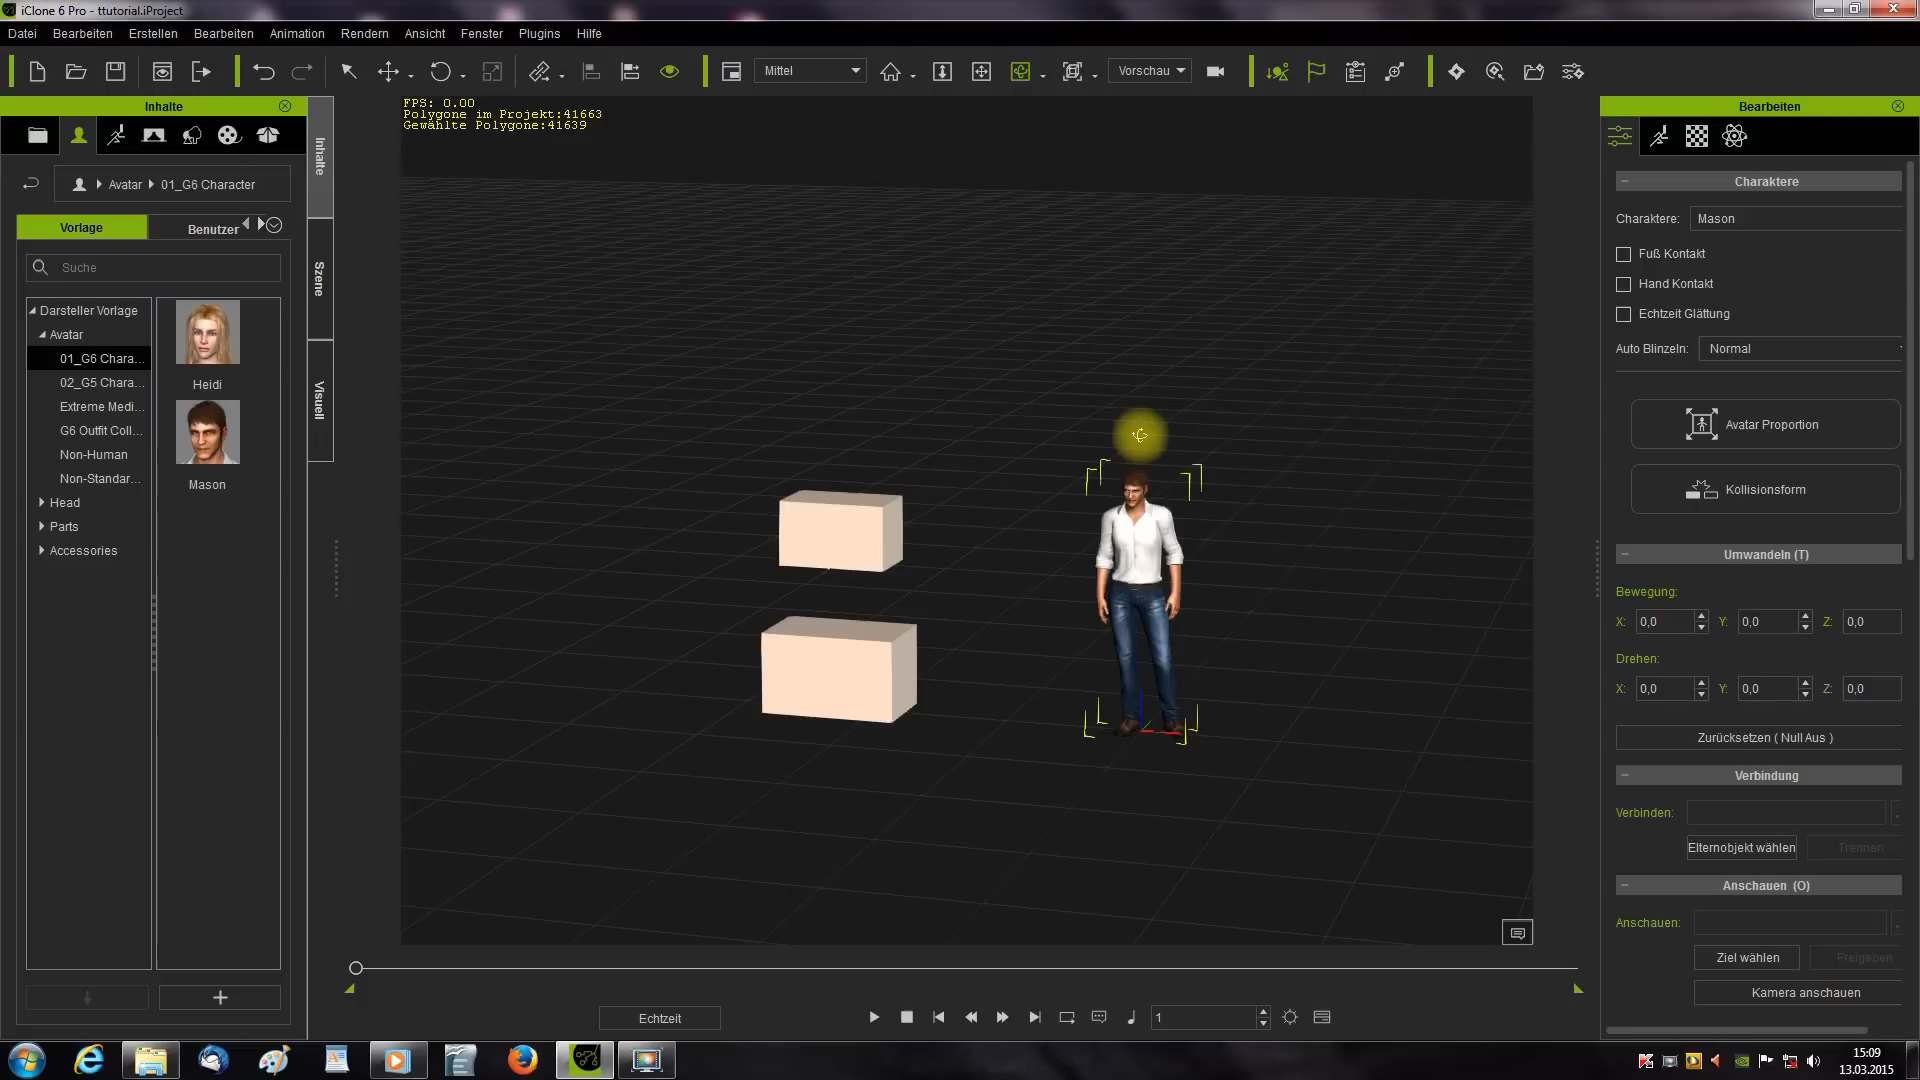 iClone 6 Pro - ttutorial.iProject
Datei Bearbeiten Erstellen Bearbeiten Animation Rendern Ansicht Fenster Plugins Hilfe
Mittel
Vorschau
Inhalte
Avatar 01_G6 Character
Vorlage
Benutzer
Suche
Darsteller Vorlage
Avatar
01_G6 Chara...
02_G5 Chara...
Extreme Medi...
G6 Outfit Coll...
Non-Human
Non-Standar...
Head
Parts
Accessories
Heidi
Mason
Inhalte
Szene
Visuell
FPS: 0.00
Polygone im Projekt:41663
Gewählte Polygone:41639
Echtzeit
1
Bearbeiten
Charaktere
Charaktere: Mason
Fuß Kontakt
Hand Kontakt
Echtzeit Glättung
Auto Blinzeln: Normal
Avatar Proportion
Kollisionsform
Umwandeln (T)
Bewegung:
X: 0,0 Y: 0,0 Z: 0,0
Drehen:
X: 0,0 Y: 0,0 Z: 0,0
Zurücksetzen ( Null Aus )
Verbindung
Verbinden:
Elternobjekt wählen Trennen
Anschauen (O)
Anschauen:
Ziel wählen Freigeben
Kamera anschauen
15:09
13.03.2015